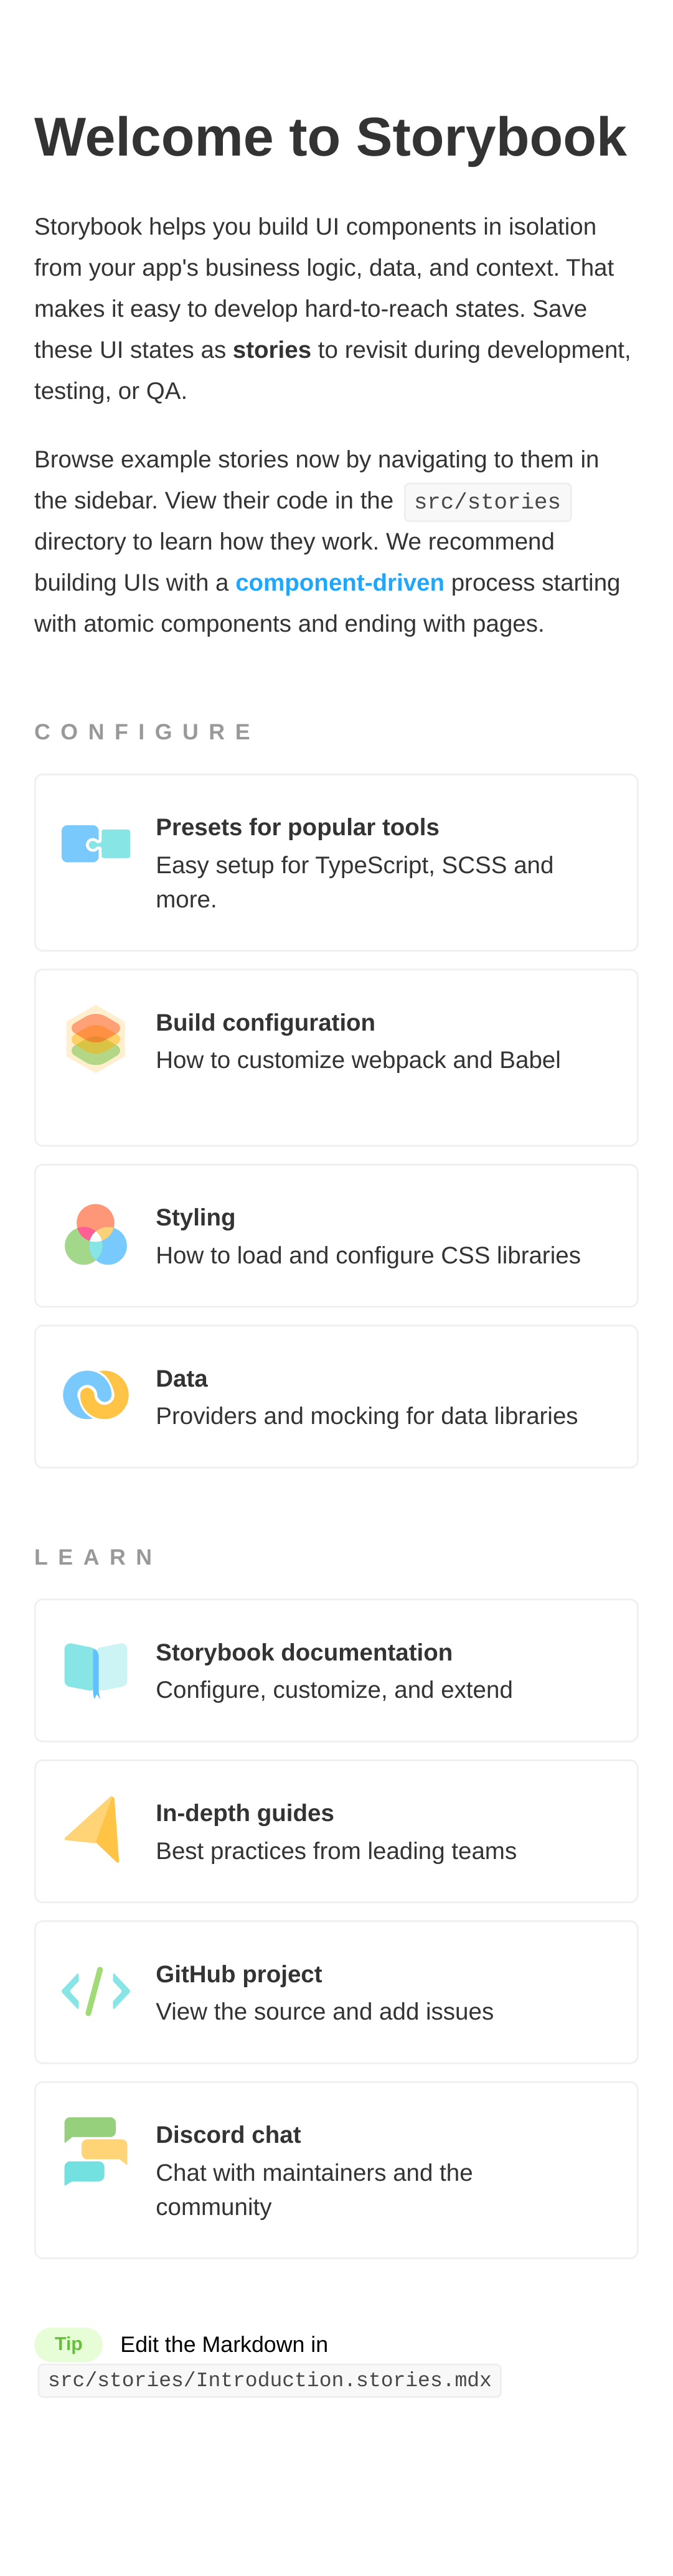 Welcome to Storybook
Storybook helps you build UI components in isolation
from your app's business logic, data, and context. That
makes it easy to develop hard-to-reach states. Save
these UI states as stories to revisit during development,
testing, or QA.
Browse example stories now by navigating to them in
the sidebar. View their code in the src/stories
directory to learn how they work. We recommend
building UIs with a component-driven process starting
with atomic components and ending with pages.
CONFIGURE
Presets for popular tools
Easy setup for TypeScript, SCSS and
more.
Build configuration
How to customize webpack and Babel
Styling
How to load and configure CSS libraries
Data
Providers and mocking for data libraries
LEARN
Storybook documentation
Configure, customize, and extend
In-depth guides
Best practices from leading teams
GitHub project
View the source and add issues
Discord chat
Chat with maintainers and the
community
Tip Edit the Markdown in
src/stories/Introduction.stories.mdx